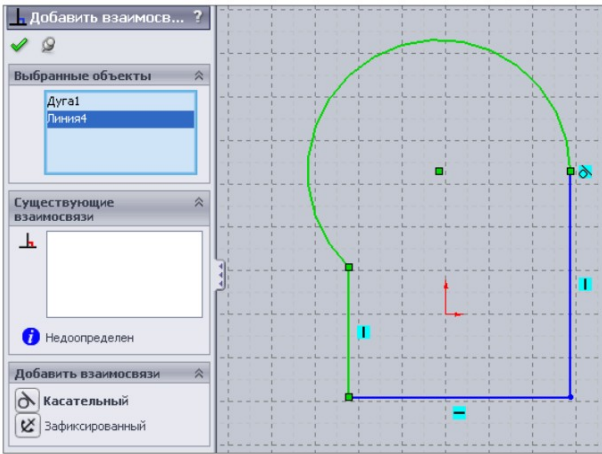 Добавить взаимосв... ?
Выбранные объекты
Дуга1
Линия4
Существующие
взаимосвязи
Недоопределен
Добавить взаимосвязи
Касательный
Зафиксированный